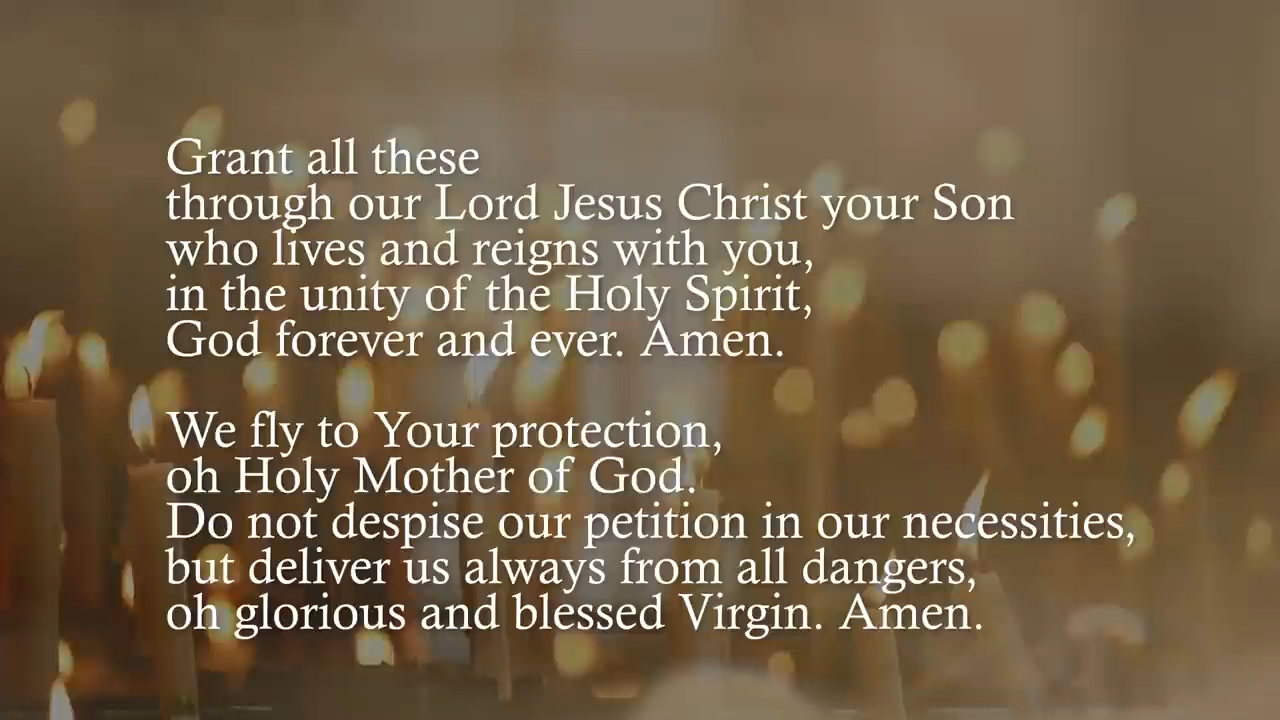 Grant all these
through our Lord Jesus Christ your Son
who lives and reigns with you,
in the unity of the Holy Spirit,
God forever and ever. Amen.
We fly to Your protection,
oh Holy Mother of God.
Do not despise our petition in our necessities,
but deliver us always from all dangers,
oh glorious and blessed Virgin. Amen.